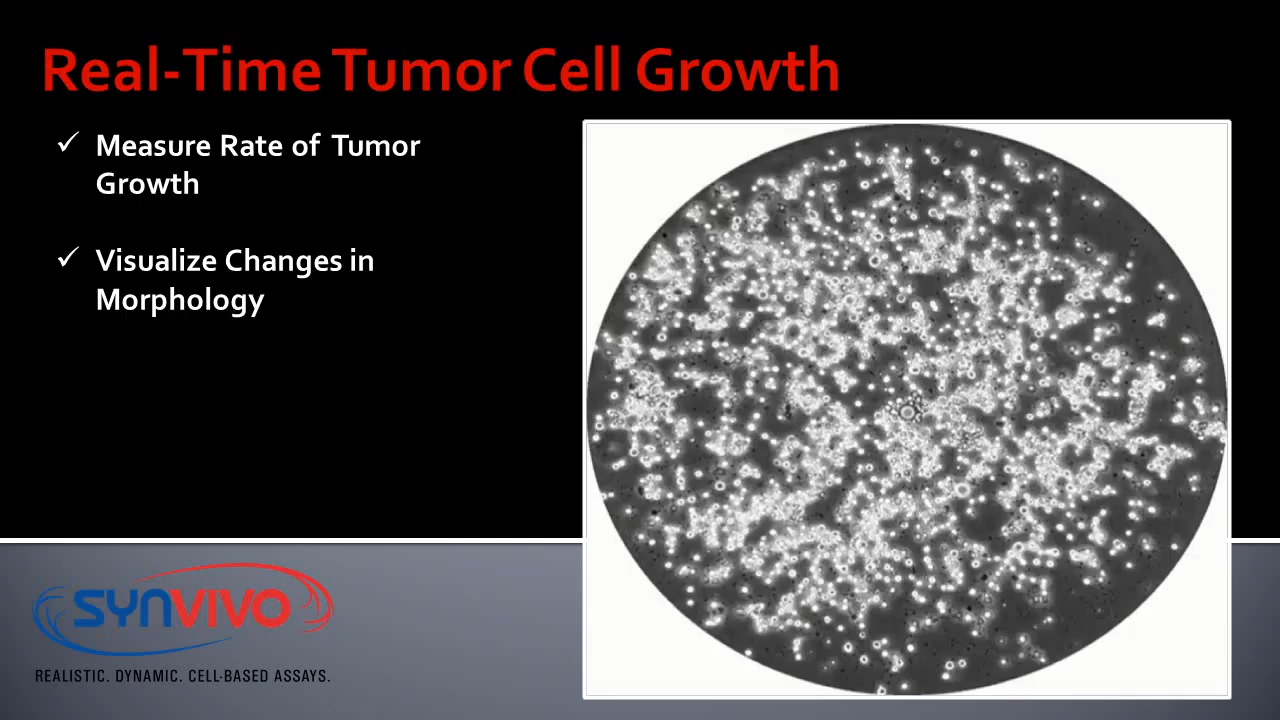 Real-Time Tumor Cell Growth
✓ Measure Rate of Tumor
Growth
✓ Visualize Changes in
Morphology
SYNVIVO
REALISTIC. DYNAMIC. CELL-BASED ASSAYS.